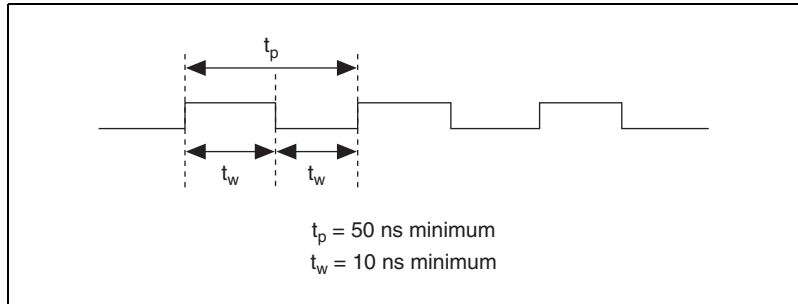 tp
tw tw
tp = 50 ns minimum
tw = 10 ns minimum